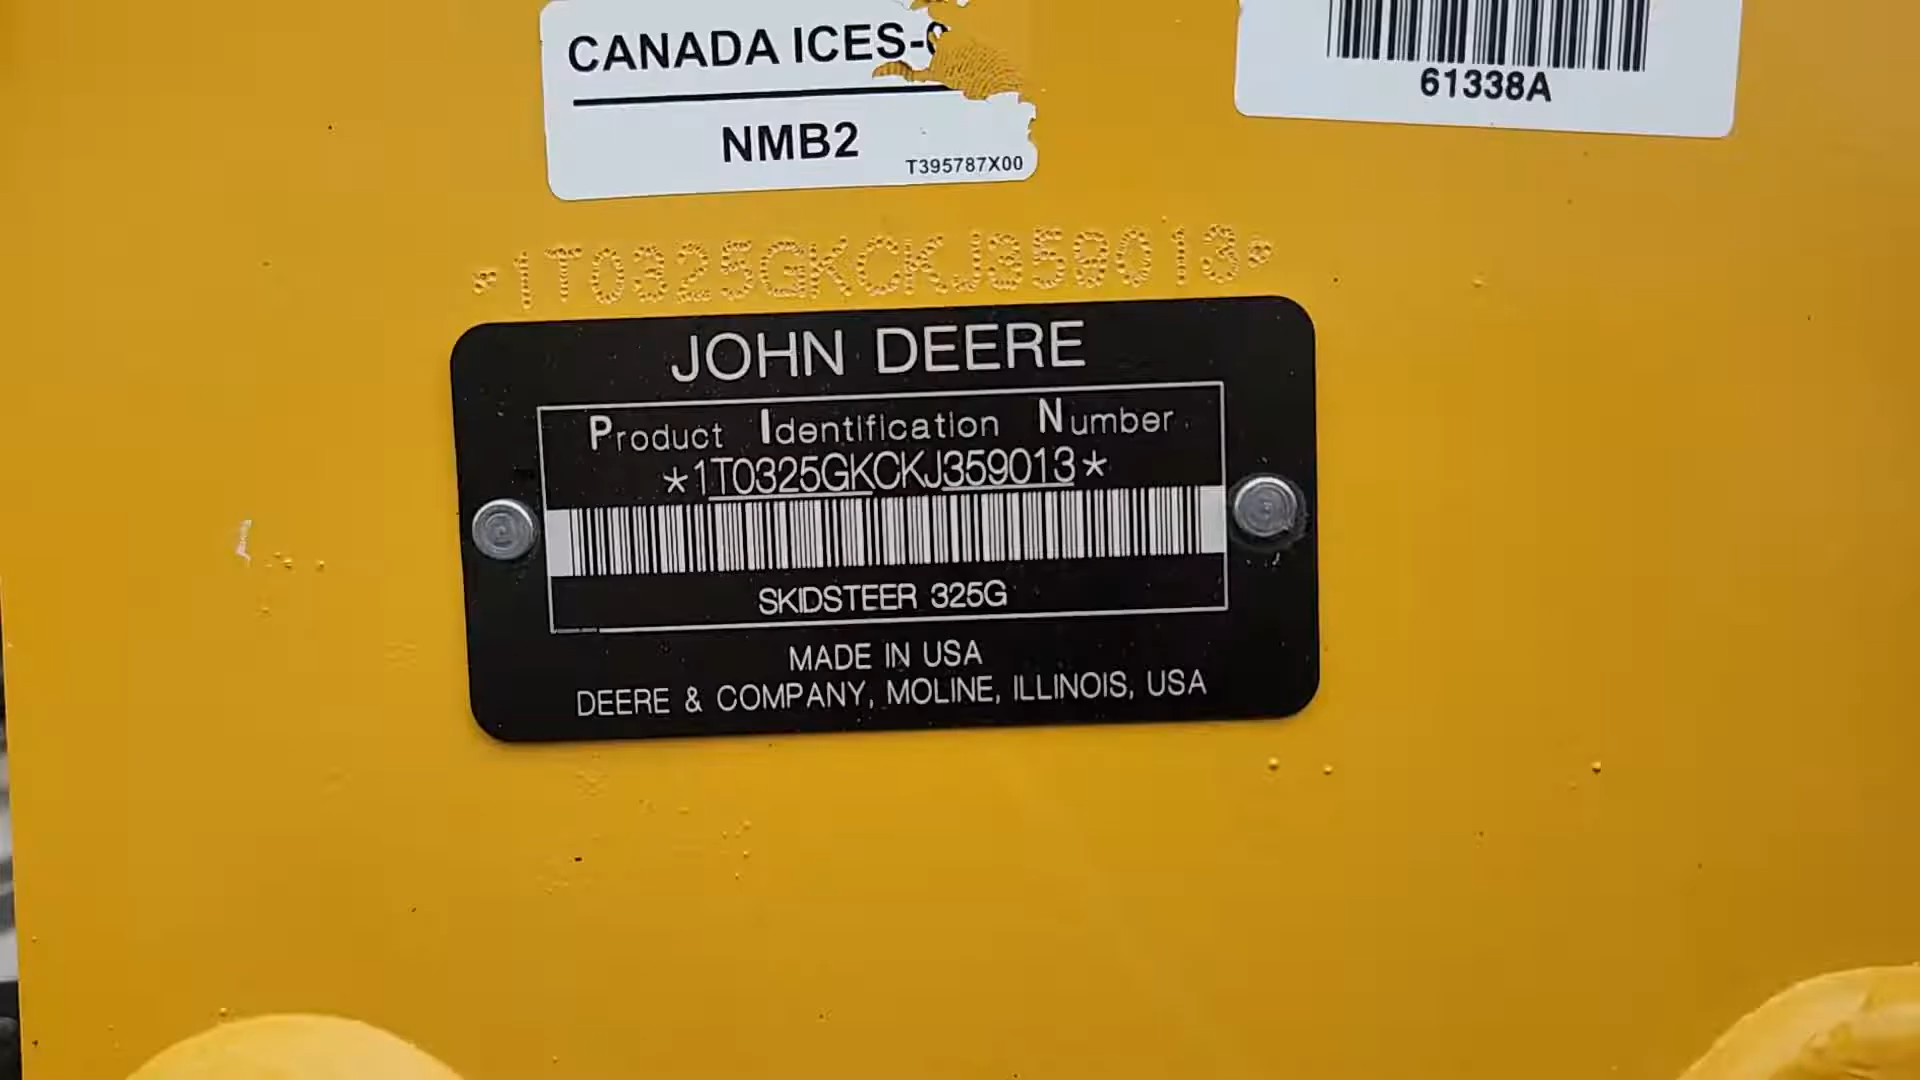 CANADA ICES-
NMB2
T395787X00
61338A
*1T0325GKCKJ359013*
JOHN DEERE
Product Identification Number
*1T0325GKCKJ359013*
SKIDSTEER 325G
MADE IN USA
DEERE & COMPANY, MOLINE, ILLINOIS, USA